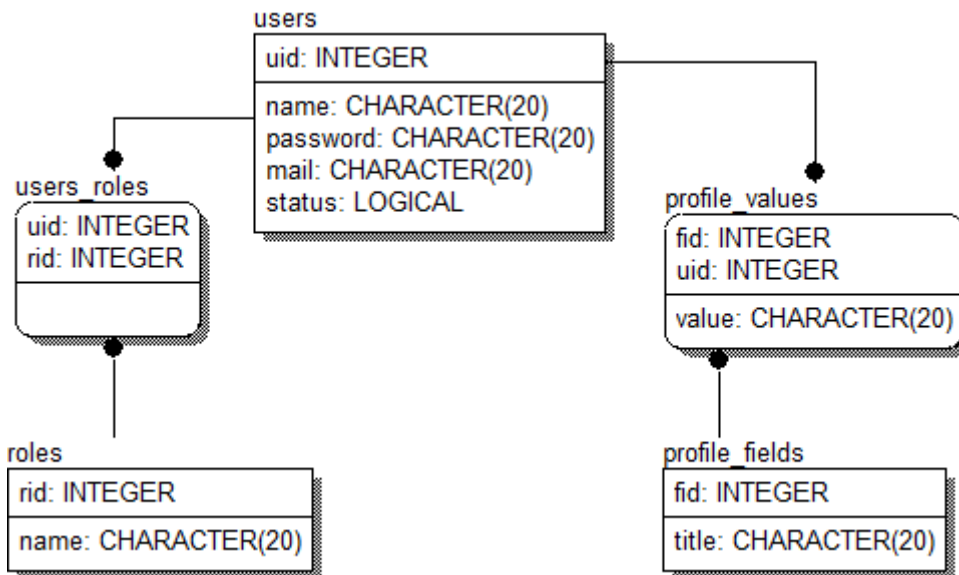 users
uid: INTEGER
name: CHARACTER(20)
password: CHARACTER(20)
mail: CHARACTER(20)
status: LOGICAL
users_roles
uid: INTEGER
rid: INTEGER
profile_values
fid: INTEGER
uid: INTEGER
value: CHARACTER(20)
roles
rid: INTEGER
name: CHARACTER(20)
profile_fields
fid: INTEGER
title: CHARACTER(20)